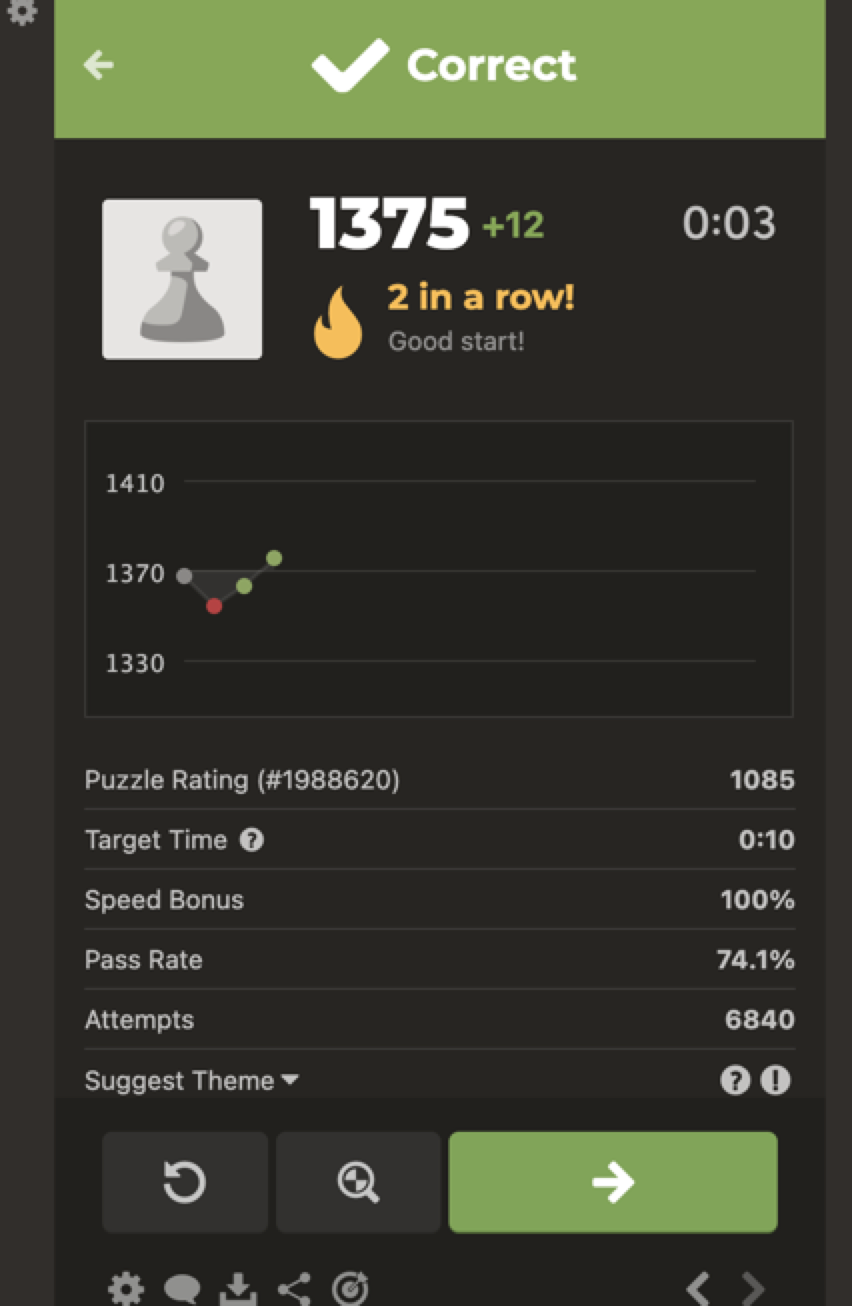 Correct
1375 +12 0:03
2 in a row!
Good start!
1410
1370
1330
Puzzle Rating (#1988620) 1085
Target Time ? 0:10
Speed Bonus 100%
Pass Rate 74.1%
Attempts 6840
Suggest Theme ? !